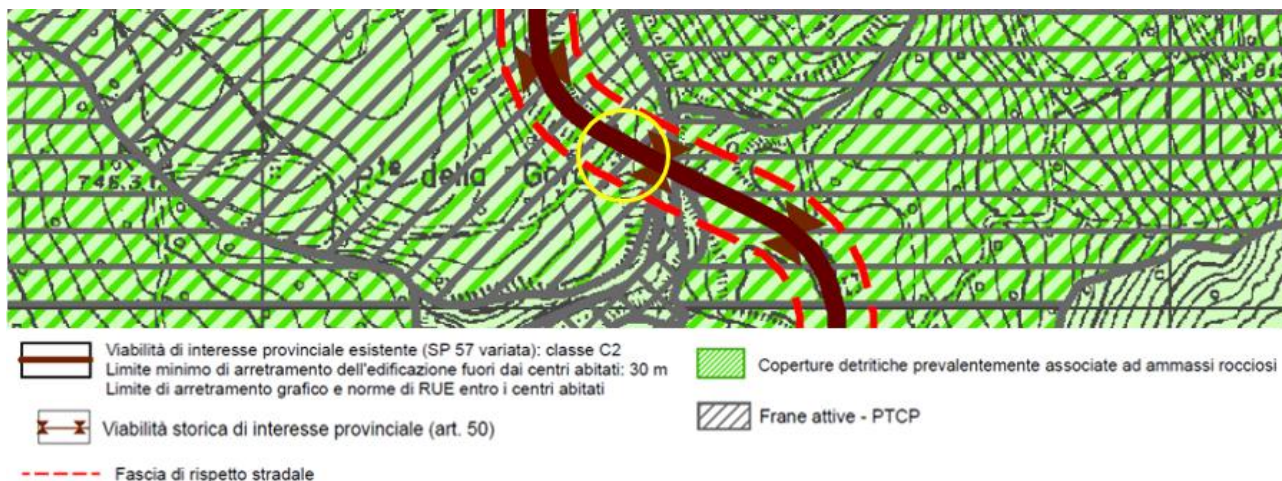 746.3
P.te della Go
Viabilità di interesse provinciale esistente (SP 57 variata): classe C2
Limite minimo di arretramento dell'edificazione fuori dai centri abitati: 30 m
Limite di arretramento grafico e norme di RUE entro i centri abitati
Viabilità storica di interesse provinciale (art. 50)
Fascia di rispetto stradale
Coperture detritiche prevalentemente associate ad ammassi rocciosi
Frane attive - PTCP